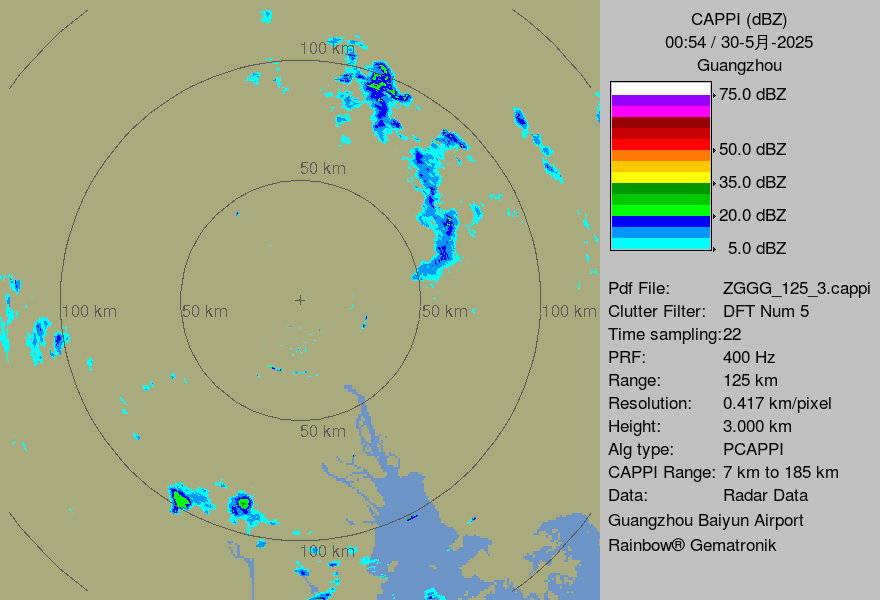 100 km
50 km
100 km
50 km
50 km
100 km
50 km
100 km
CAPPI (dBZ)
00:54 / 30-5月-2025
Guangzhou
75.0 dBZ
50.0 dBZ
35.0 dBZ
20.0 dBZ
5.0 dBZ
Pdf File: ZGGG_125_3.cappi
Clutter Filter: DFT Num 5
Time sampling:22
PRF: 400 Hz
Range: 125 km
Resolution: 0.417 km/pixel
Height: 3.000 km
Alg type: PCAPPI
CAPPI Range: 7 km to 185 km
Data: Radar Data
Guangzhou Baiyun Airport
Rainbow® Gematronik